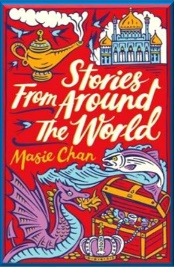 Stories
From Around
The World
Masie Chan